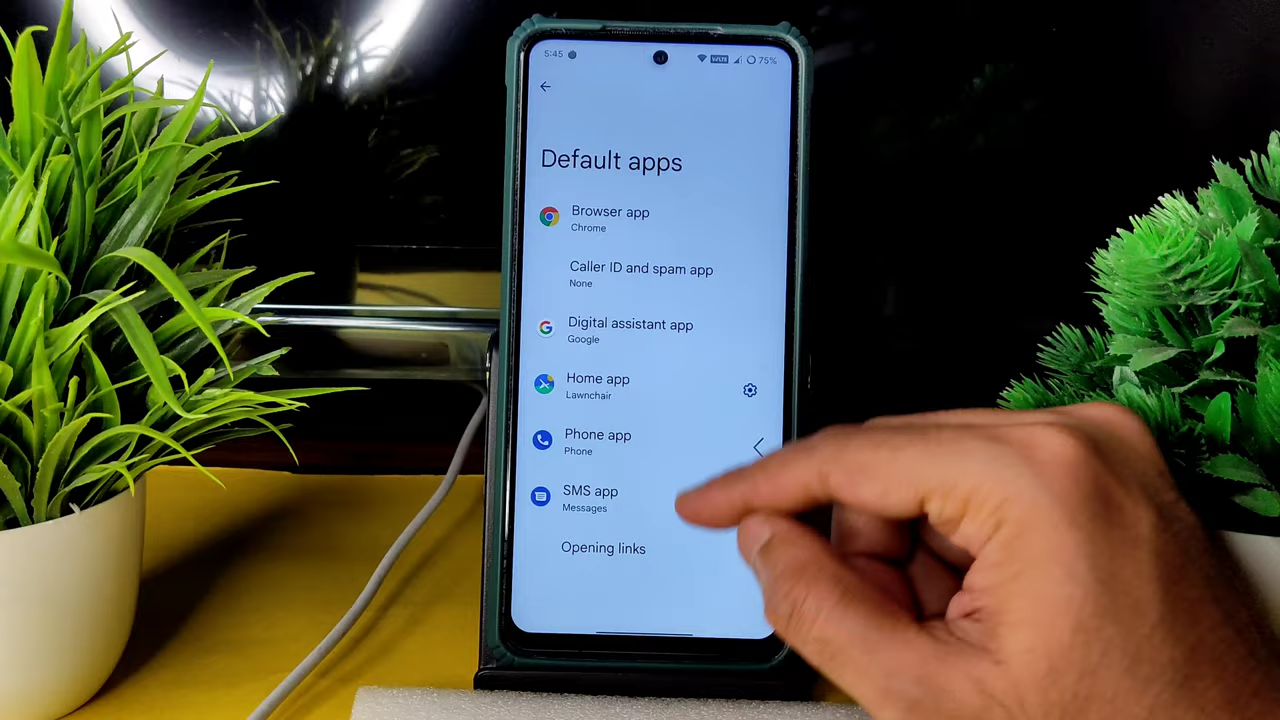 5:45 VoLTE 75%
Default apps
Browser app
Chrome
Caller ID and spam app
None
Digital assistant app
Google
Home app
Lawnchair
Phone app
Phone
SMS app
Messages
Opening links